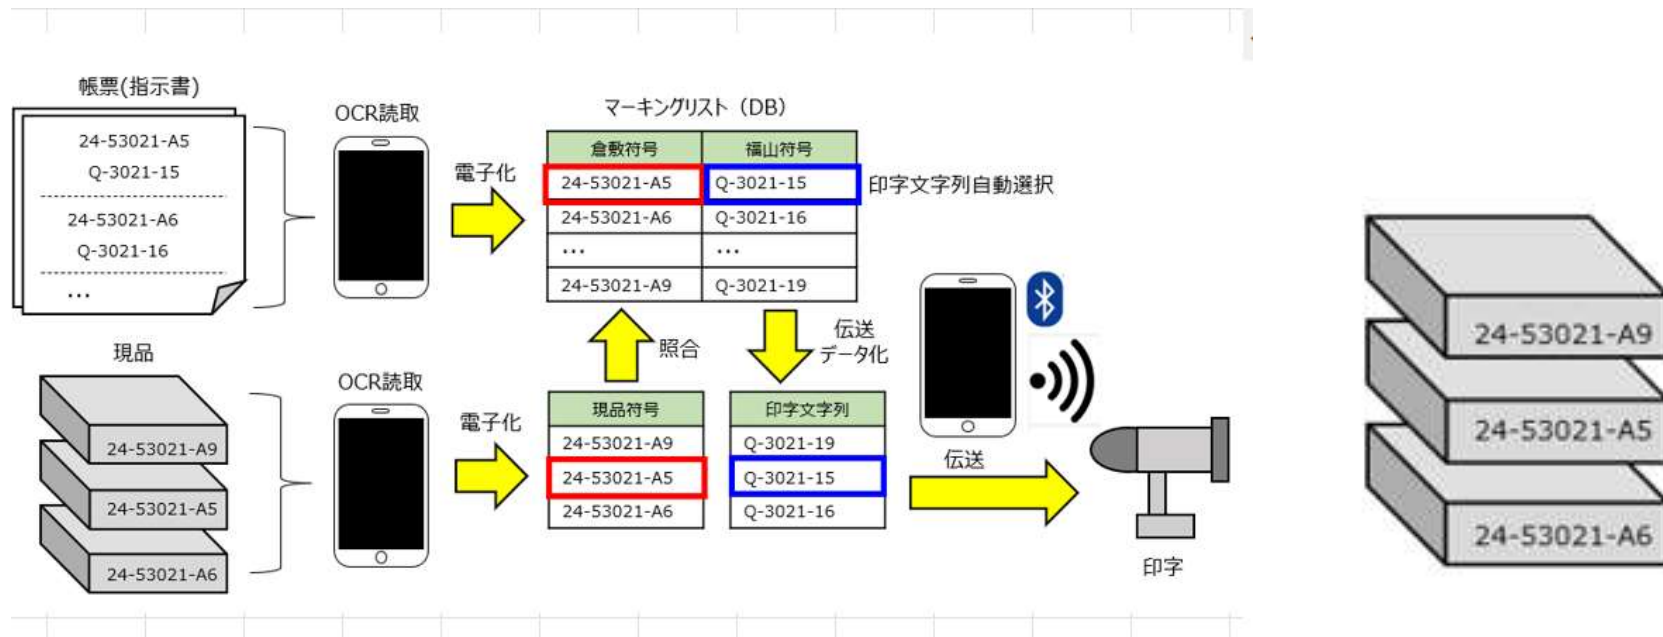 帳票(指示書)
24-53021-A5
Q-3021-15
24-53021-A6
Q-3021-16
...
OCR読取
電子化
マーキングリスト（DB）
倉敷符号 福山符号
24-53021-A5 Q-3021-15
24-53021-A6 Q-3021-16
... ...
24-53021-A9 Q-3021-19
印字文字列自動選択
現品
24-53021-A9
24-53021-A5
24-53021-A6
OCR読取
電子化
照合
伝送
データ化
現品符号
24-53021-A9
24-53021-A5
24-53021-A6
印字文字列
Q-3021-19
Q-3021-15
Q-3021-16
伝送
印字
24-53021-A9
24-53021-A5
24-53021-A6